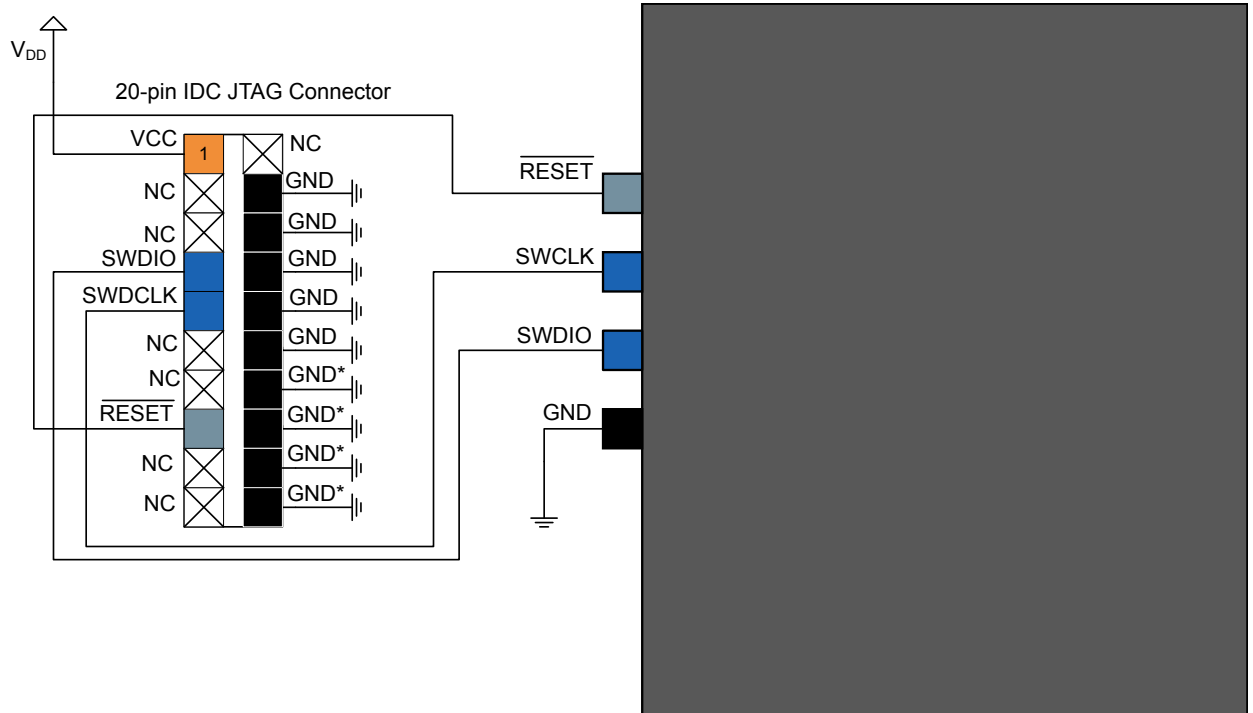 VDD
20-pin IDC JTAG Connector
VCC
1
NC
NC
GND
NC
GND
SWDIO
GND
SWDCLK
GND
NC
GND
NC
GND*
RESET
GND*
NC
GND*
NC
GND*
RESET
SWCLK
SWDIO
GND